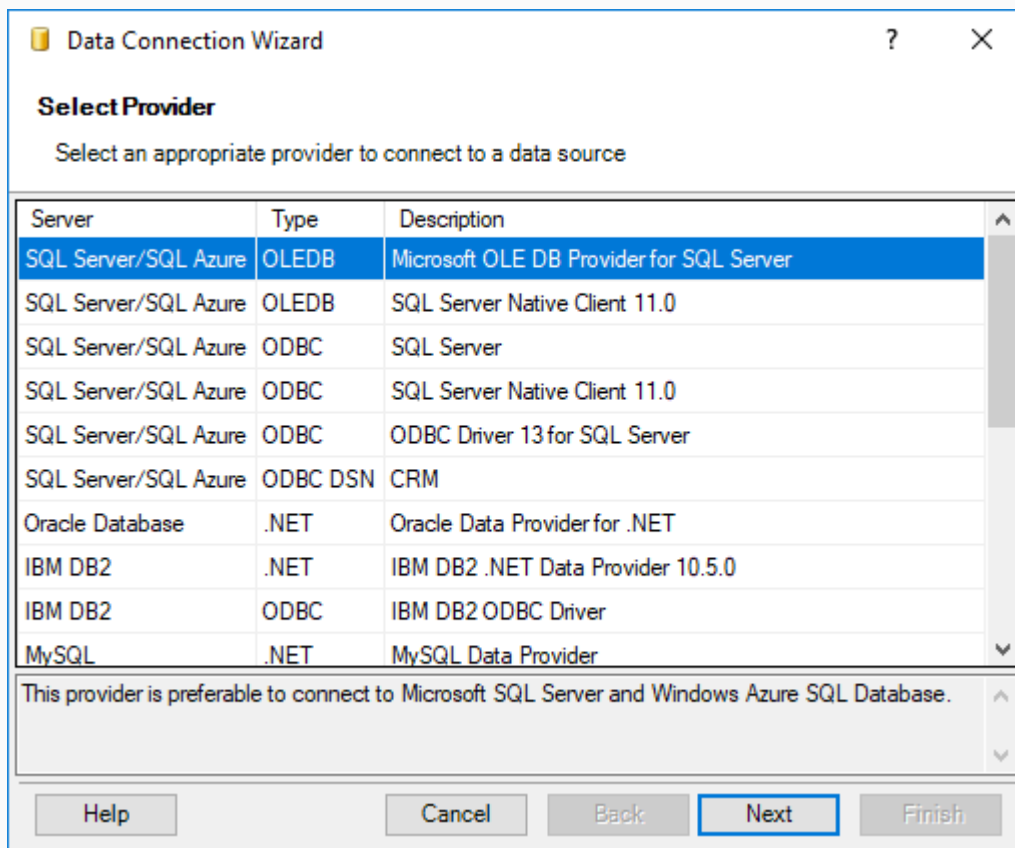 Data Connection Wizard ?
Select Provider
Select an appropriate provider to connect to a data source
Server Type Description
SQL Server/SQL Azure OLEDB Microsoft OLE DB Provider for SQL Server
SQL Server/SQL Azure OLEDB SQL Server Native Client 11.0
SQL Server/SQL Azure ODBC SQL Server
SQL Server/SQL Azure ODBC SQL Server Native Client 11.0
SQL Server/SQL Azure ODBC ODBC Driver 13 for SQL Server
SQL Server/SQL Azure ODBC DSN CRM
Oracle Database .NET Oracle Data Provider for .NET
IBM DB2 .NET IBM DB2 .NET Data Provider 10.5.0
IBM DB2 ODBC IBM DB2 ODBC Driver
MySQL .NET MySQL Data Provider
This provider is preferable to connect to Microsoft SQL Server and Windows Azure SQL Database.
Help Cancel Back Next Finish